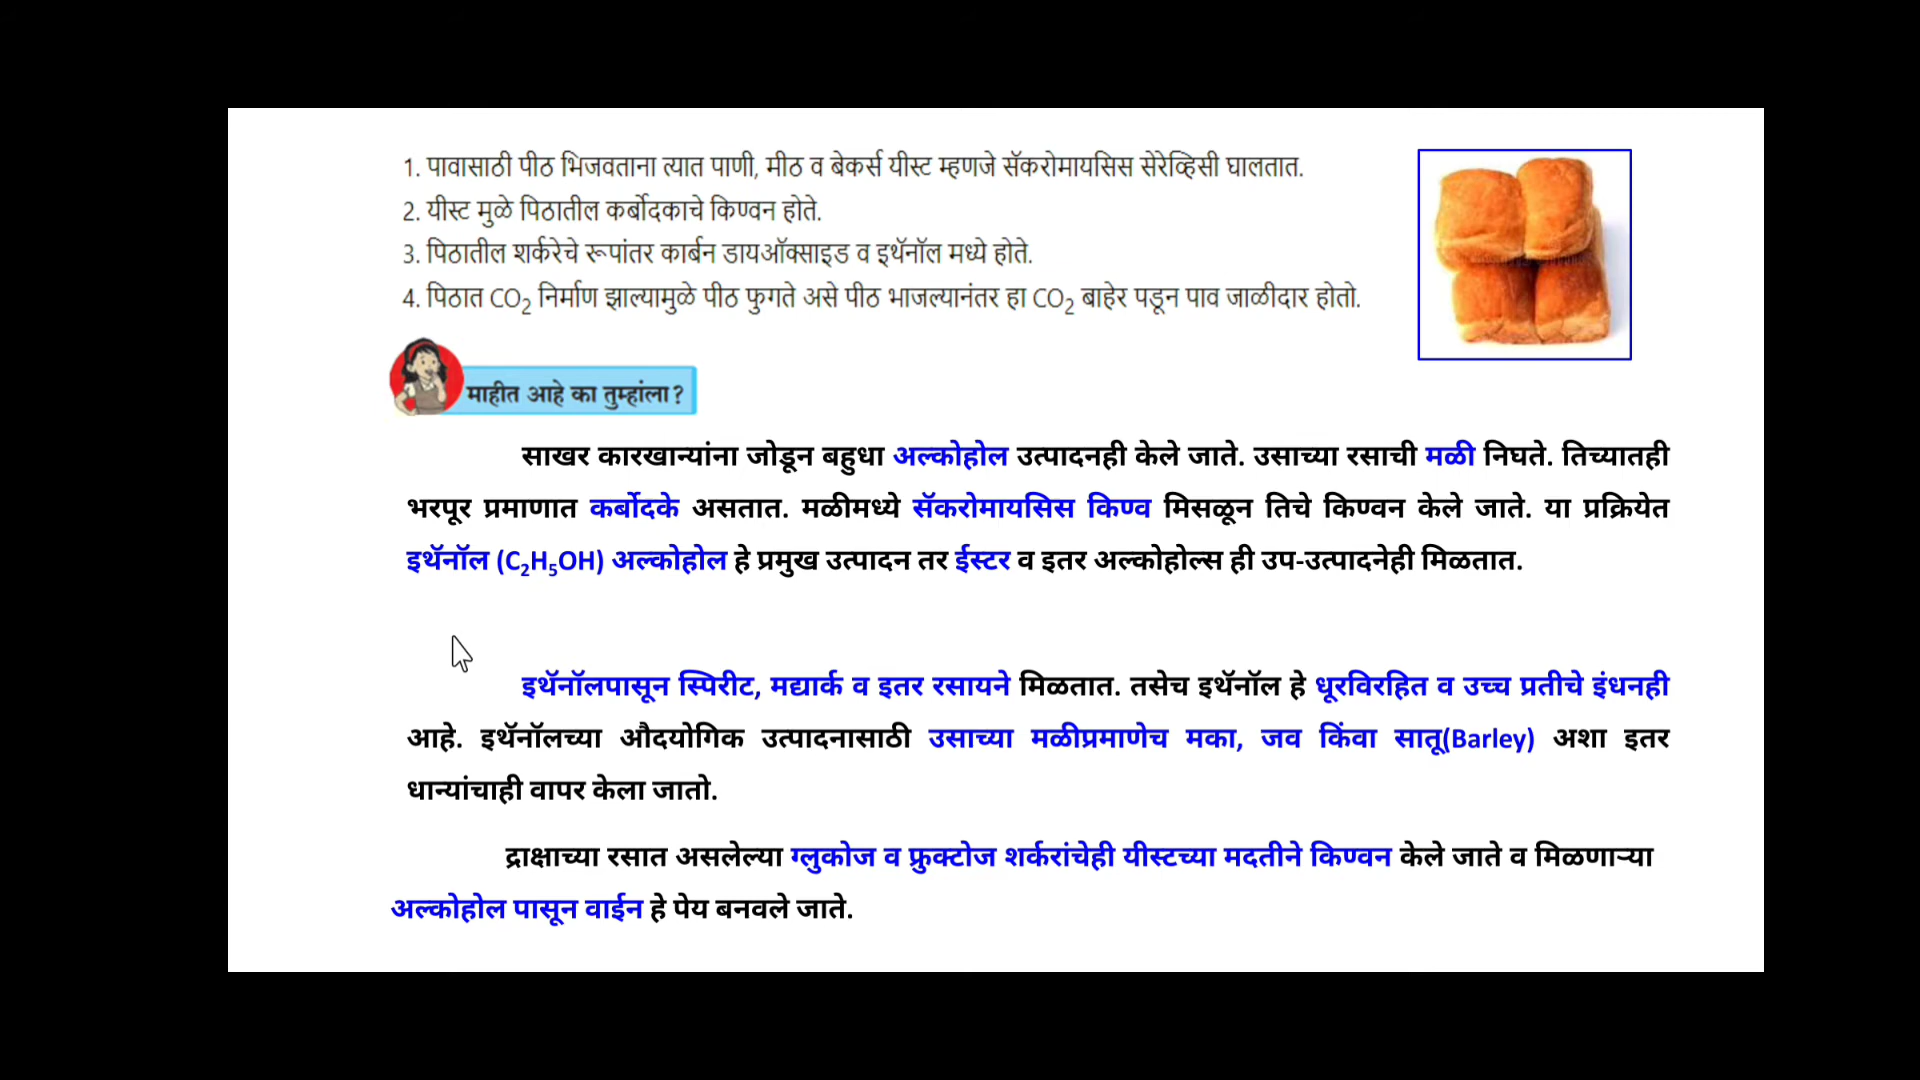 1. पावासाठी पीठ भिजवताना त्यात पाणी, मीठ व बेकर्स यीस्ट म्हणजे सॅकरोमायसिस सेरेव्हिसी घालतात.
2. यीस्ट मुळे पिठातील कर्बोदकाचे किण्वन होते.
3. पिठातील शर्करेचे रूपांतर कार्बन डायऑक्साइड व इथॅनॉल मध्ये होते.
4. पिठात CO₂ निर्माण झाल्यामुळे पीठ फुगते असे पीठ भाजल्यानंतर हा CO₂ बाहेर पडून पाव जाळीदार होतो.
माहीत आहे का तुम्हांला?
साखर कारखान्यांना जोडून बहुधा अल्कोहोल उत्पादनही केले जाते. उसाच्या रसाची मळी निघते. तिच्यातही
भरपूर प्रमाणात कर्बोदके असतात. मळीमध्ये सॅकरोमायसिस किण्व मिसळून तिचे किण्वन केले जाते. या प्रक्रियेत
इथॅनॉल (C₂H₅OH) अल्कोहोल हे प्रमुख उत्पादन तर ईस्टर व इतर अल्कोहोल्स ही उप-उत्पादनेही मिळतात.
इथॅनॉलपासून स्पिरीट, मद्यार्क व इतर रसायने मिळतात. तसेच इथॅनॉल हे धूरविरहित व उच्च प्रतीचे इंधनही
आहे. इथॅनॉलच्या औदयोगिक उत्पादनासाठी उसाच्या मळीप्रमाणेच मका, जव किंवा सातू(Barley) अशा इतर
धान्यांचाही वापर केला जातो.
द्राक्षाच्या रसात असलेल्या ग्लुकोज व फ्रुक्टोज शर्करांचेही यीस्टच्या मदतीने किण्वन केले जाते व मिळणाऱ्या
अल्कोहोल पासून वाईन हे पेय बनवले जाते.